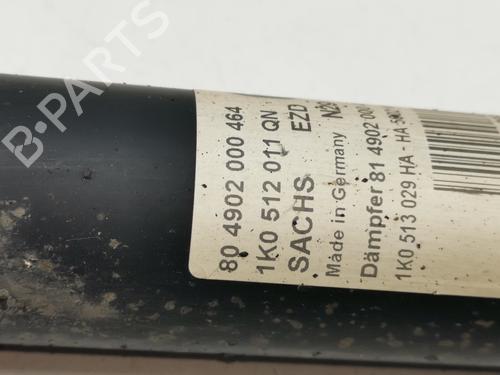 B-PARTS
80 4902 000 464
1K0 512 011 QN
SACHS EZD
Made in Germany
Dämpfer 81 4902 00
1K0 513 029 HA - HA